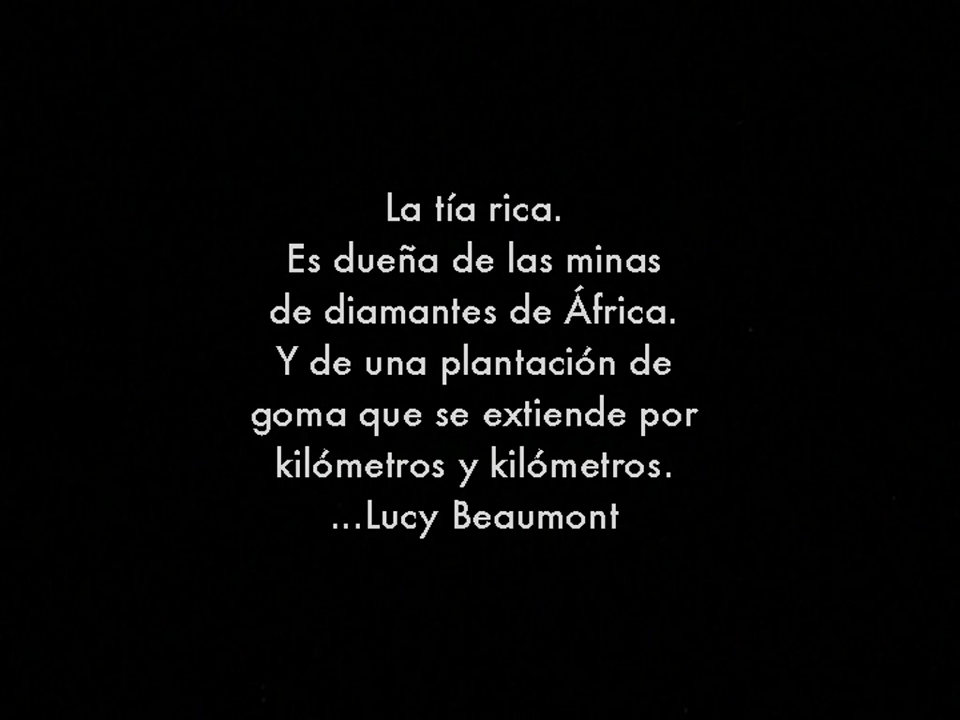 La tía rica.
Es dueña de las minas
de diamantes de África.
Y de una plantación de
goma que se extiende por
kilómetros y kilómetros.
...Lucy Beaumont